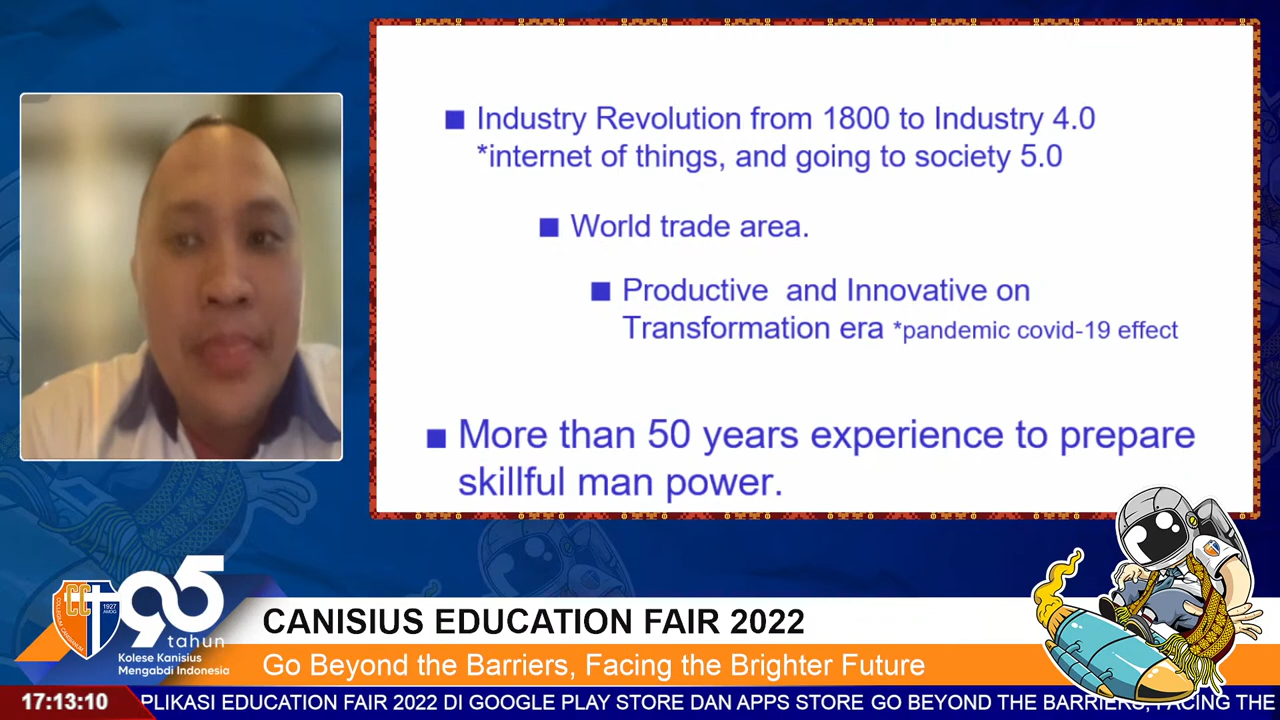 ■ Industry Revolution from 1800 to Industry 4.0
*internet of things, and going to society 5.0
■ World trade area.
■ Productive and Innovative on
Transformation era *pandemic covid-19 effect
■ More than 50 years experience to prepare
skillful man power.
CC
1927
95
tahun
Kolese Kanisius
Mengabdi Indonesia
CANISIUS EDUCATION FAIR 2022
Go Beyond the Barriers, Facing the Brighter Future
17:13:10 PLIKASI EDUCATION FAIR 2022 DI GOOGLE PLAY STORE DAN APPS STORE GO BEYOND THE BARRIERS, FACING THE